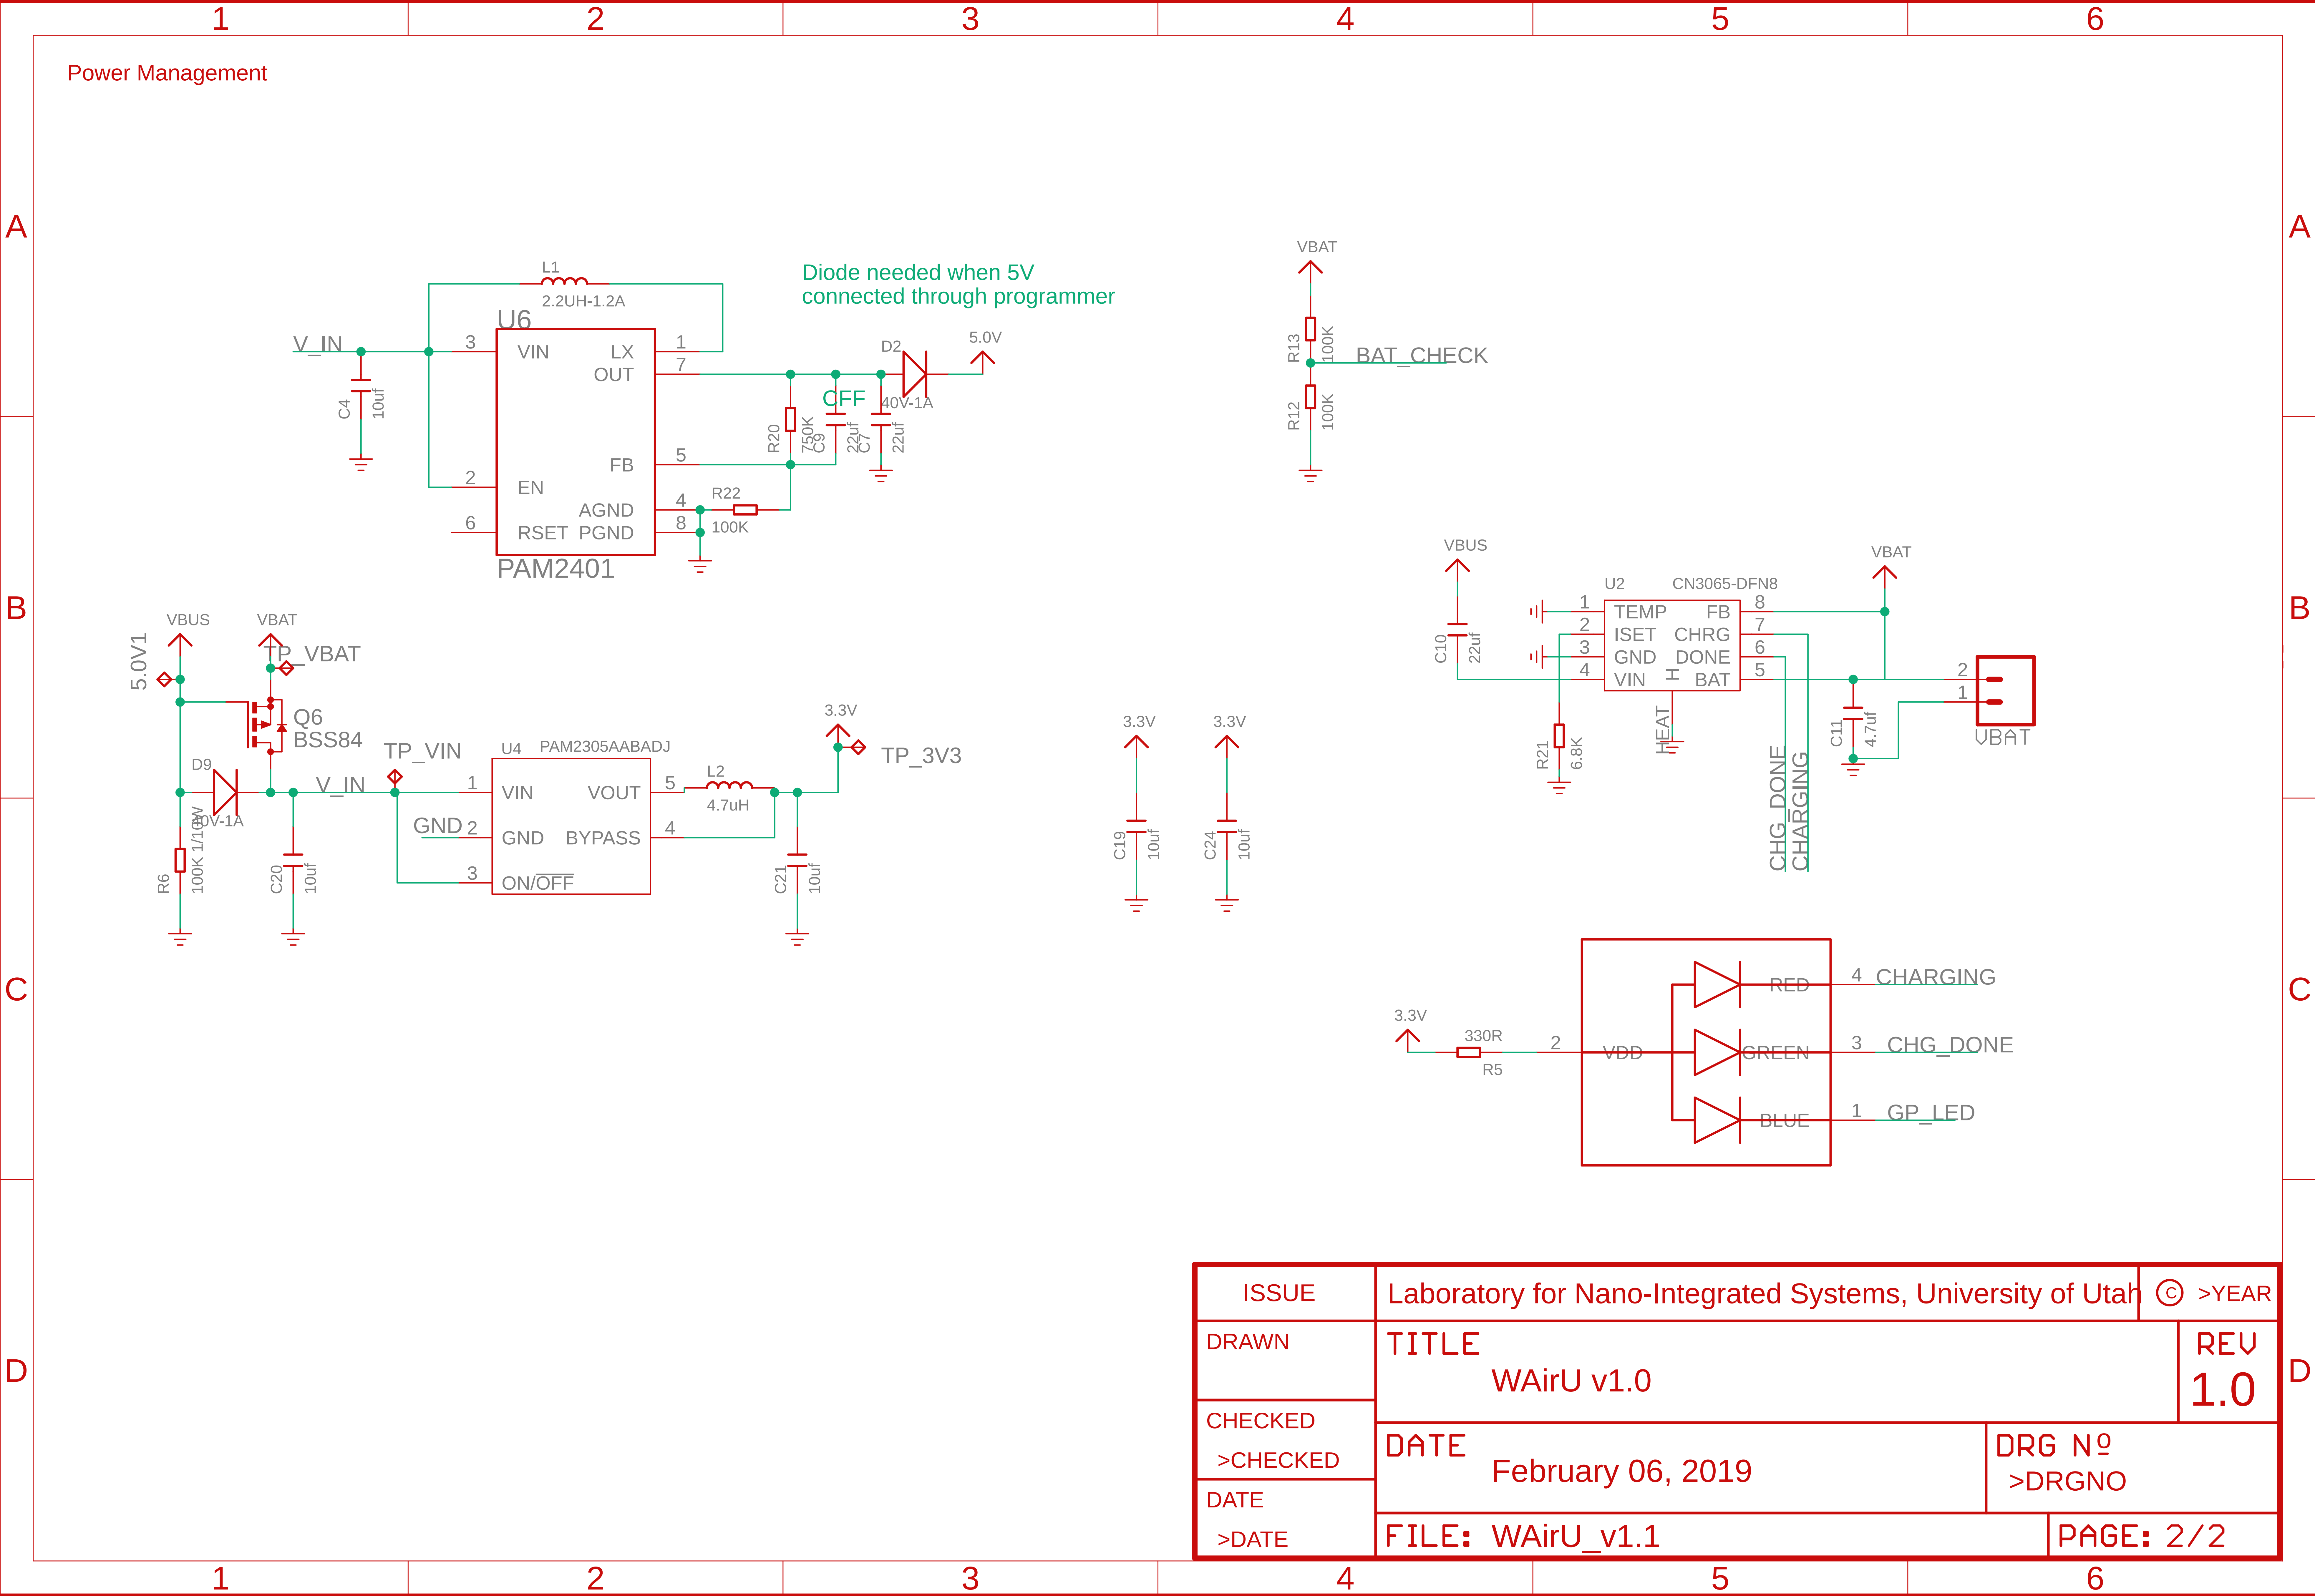 1 2 3 4 5 6
Power Management
A A
L1
2.2UH-1.2A
Diode needed when 5V
connected through programmer
U6
V_IN
3 VIN LX 1
OUT 7
FB 5
2 EN
AGND 4
6 RSET PGND 8
PAM2401
C4
10uf
R20
750K
CFF
C9
22uf
C7
22uf
D2
40V-1A
5.0V
R22
100K
VBAT
R13
100K
BAT_CHECK
R12
100K
B B
VBUS
VBAT
5.0V1
TP_VBAT
Q6
BSS84
D9
40V-1A
V_IN
TP_VIN
R6
100K 1/10W
C20
10uf
U4 PAM2305AABADJ
1 VIN VOUT 5
GND 2 GND BYPASS 4
3 ON/OFF
L2
4.7uH
3.3V
TP_3V3
C21
10uf
3.3V
C19
10uf
3.3V
C24
10uf
VBUS
C10
22uf
U2 CN3065-DFN8
1 TEMP FB 8
2 ISET CHRG 7
3 GND DONE 6
4 VIN BAT 5
H
HEAT
R21
6.8K
VBAT
CHG_DONE
CHARGING
C11
4.7uf
2
1
VBAT
C C
3.3V
330R
R5
2 VDD
RED 4 CHARGING
GREEN 3 CHG_DONE
BLUE 1 GP_LED
D D
ISSUE
Laboratory for Nano-Integrated Systems, University of Utah
© >YEAR
DRAWN
TITLE
WAirU v1.0
REV
1.0
CHECKED
>CHECKED
DATE
February 06, 2019
DRG Nº
>DRGNO
DATE
>DATE
FILE: WAirU_v1.1
PAGE: 2/2
1 2 3 4 5 6